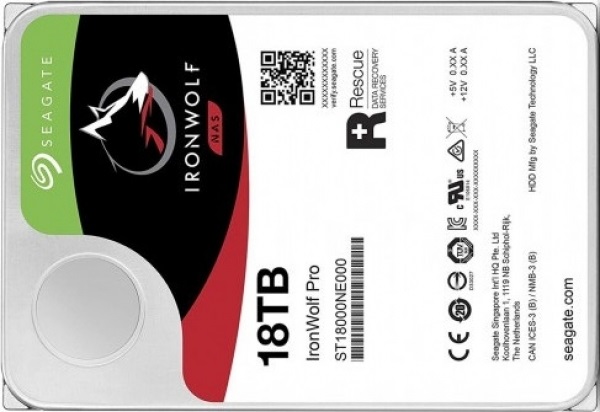 SEAGATE
IRONWOLF
NAS
18TB
IronWolf Pro
ST18000NE000
XXXXXXXXXXXX
verify.seagate.com
R+
Rescue
DATA RECOVERY
SERVICES
+5V 0.XX A
+12V 0.XX A
HDD Mfg by Seagate Technology LLC
Seagate Singapore Int'l HQ Pte. Ltd
Koolhovenlaan 1, 1119 NB Schiphol-Rijk,
The Netherlands
CAN ICES-3 (B) / NMB-3 (B)
seagate.com